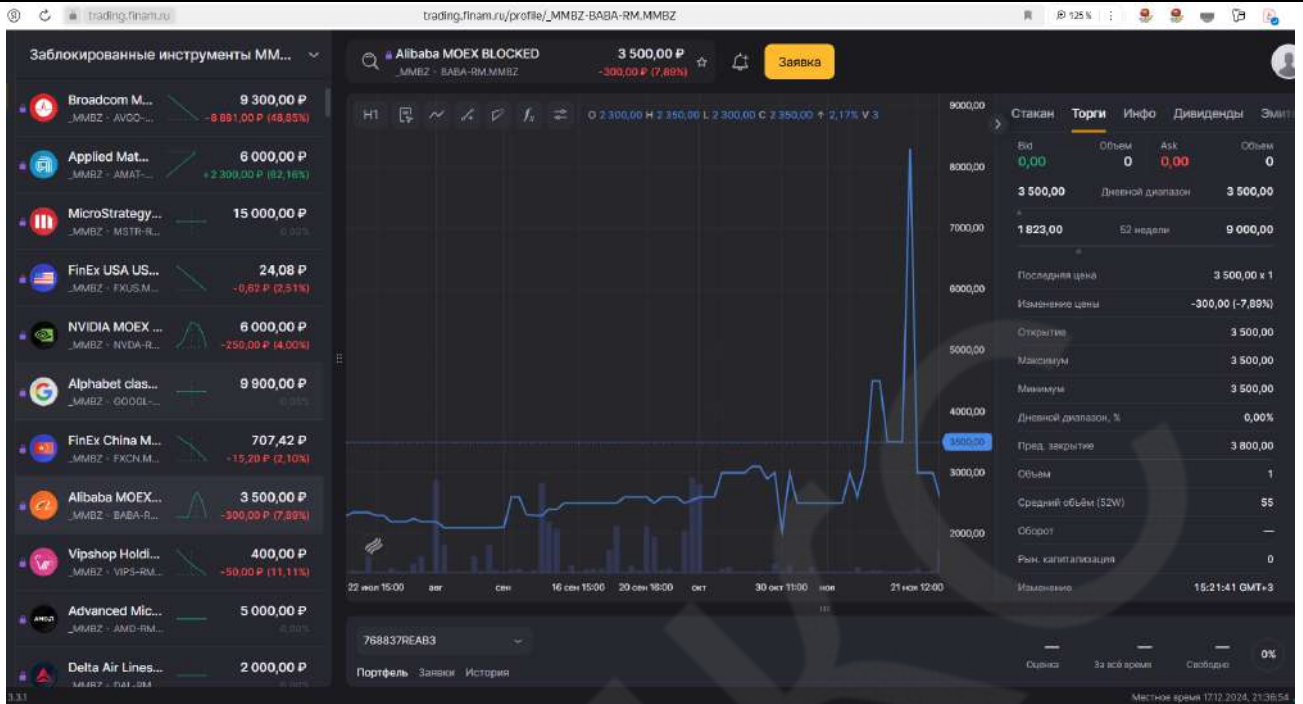 trading.finam.ru
trading.finam.ru/profile/_MMBZ-BABA-RM.MMBZ
125 %
Заблокированные инструменты MM...
Broadcom M...
9 300,00 ₽
_MMBZ · AVGO-...
-8 881,00 ₽ (48,85%)
Applied Mat...
6 000,00 ₽
_MMBZ · AMAT-...
+2 300,00 ₽ (62,16%)
MicroStrategy...
15 000,00 ₽
_MMBZ · MSTR-R...
0,00%
FinEx USA US...
24,08 ₽
_MMBZ · FXUS.M...
-0,62 ₽ (2,51%)
NVIDIA MOEX ...
6 000,00 ₽
_MMBZ · NVDA-R...
-250,00 ₽ (4,00%)
Alphabet clas...
9 900,00 ₽
_MMBZ · GOOGL-...
0,00%
FinEx China M...
707,42 ₽
_MMBZ · FXCN.M...
-15,20 ₽ (2,10%)
Alibaba MOEX...
3 500,00 ₽
_MMBZ · BABA-R...
-300,00 ₽ (7,89%)
Vipshop Holdi...
400,00 ₽
_MMBZ · VIPS-RM...
-50,00 ₽ (11,11%)
Advanced Mic...
5 000,00 ₽
_MMBZ · AMD-RM...
0,00%
Delta Air Lines...
2 000,00 ₽
_MMBZ · DAL-RM
3.3.1
Alibaba MOEX BLOCKED
_MMBZ · BABA-RM.MMBZ
3 500,00 ₽
-300,00 ₽ (7,89%)
Заявка
H1
O 2 300,00 H 2 350,00 L 2 300,00 C 2 350,00 ↑ 2,17% V 3
9000,00
8000,00
7000,00
6000,00
5000,00
4000,00
3500,00
3000,00
2000,00
22 июл 15:00 авг сен 16 сен 15:00 20 сен 16:00 окт 30 окт 11:00 ноя 21 ноя 12:00
Стакан Торги Инфо Дивиденды Эмит
Bid Объем Ask Объем
0,00 0 0,00 0
3 500,00 Дневной диапазон 3 500,00
1 823,00 52 недели 9 000,00
Последняя цена 3 500,00 x 1
Изменение цены -300,00 (-7,89%)
Открытие 3 500,00
Максимум 3 500,00
Минимум 3 500,00
Дневной диапазон, % 0,00%
Пред. закрытие 3 800,00
Объём 1
Средний объём (52W) 55
Оборот —
Рын. капитализация 0
Изменение 15:21:41 GMT+3
768837REAB3
Портфель Заявки История
Оценка За всё время Свободно 0%
Местное время 17.12.2024, 21:36:54